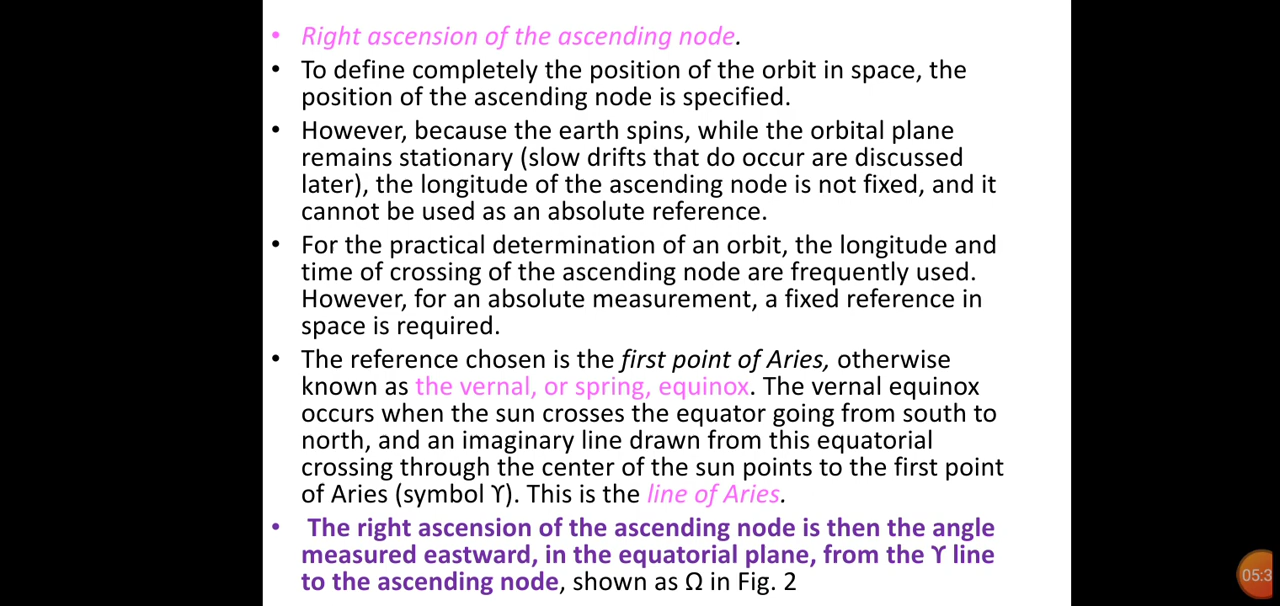 • Right ascension of the ascending node.
• To define completely the position of the orbit in space, the
position of the ascending node is specified.
• However, because the earth spins, while the orbital plane
remains stationary (slow drifts that do occur are discussed
later), the longitude of the ascending node is not fixed, and it
cannot be used as an absolute reference.
• For the practical determination of an orbit, the longitude and
time of crossing of the ascending node are frequently used.
However, for an absolute measurement, a fixed reference in
space is required.
• The reference chosen is the first point of Aries, otherwise
known as the vernal, or spring, equinox. The vernal equinox
occurs when the sun crosses the equator going from south to
north, and an imaginary line drawn from this equatorial
crossing through the center of the sun points to the first point
of Aries (symbol ϒ). This is the line of Aries.
• The right ascension of the ascending node is then the angle
measured eastward, in the equatorial plane, from the ϒ line
to the ascending node, shown as Ω in Fig. 2
05:3